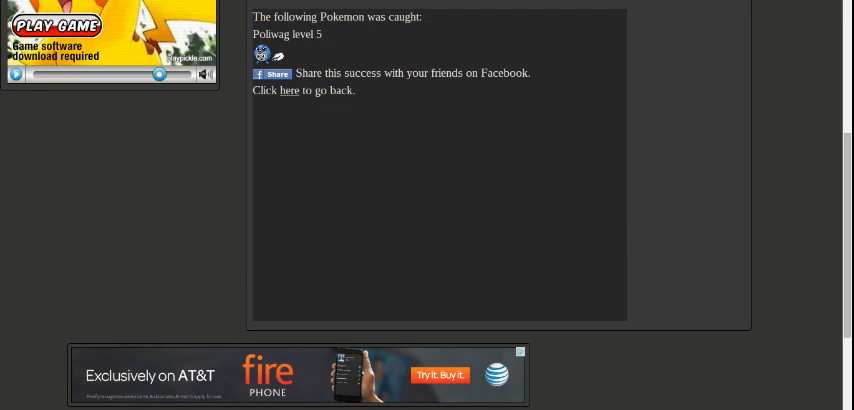 PLAY GAME
Game software
download required
playpickle.com
The following Pokemon was caught:
Poliwag level 5
f Share Share this success with your friends on Facebook.
Click here to go back.
Exclusively on AT&T
fire
PHONE
Try it. Buy it.